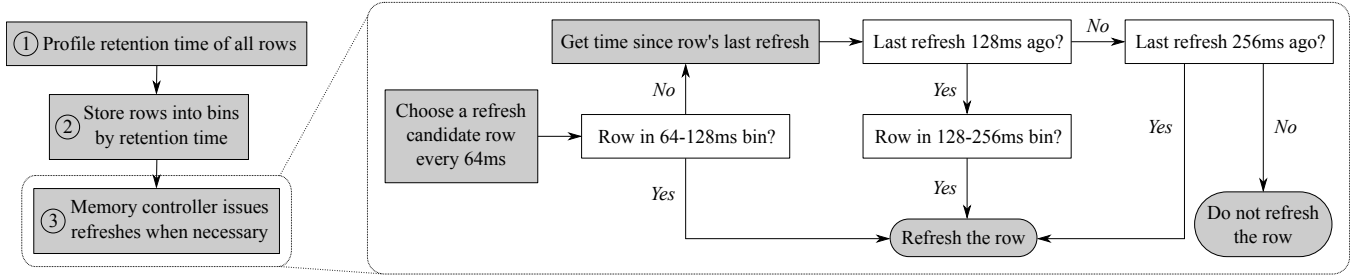 ① Profile retention time of all rows
② Store rows into bins
by retention time
③ Memory controller issues
refreshes when necessary
Choose a refresh
candidate row
every 64ms
Row in 64-128ms bin?
No
Yes
Get time since row's last refresh
Last refresh 128ms ago?
No
Yes
Row in 128-256ms bin?
Yes
Refresh the row
Last refresh 256ms ago?
Yes
No
Do not refresh
the row